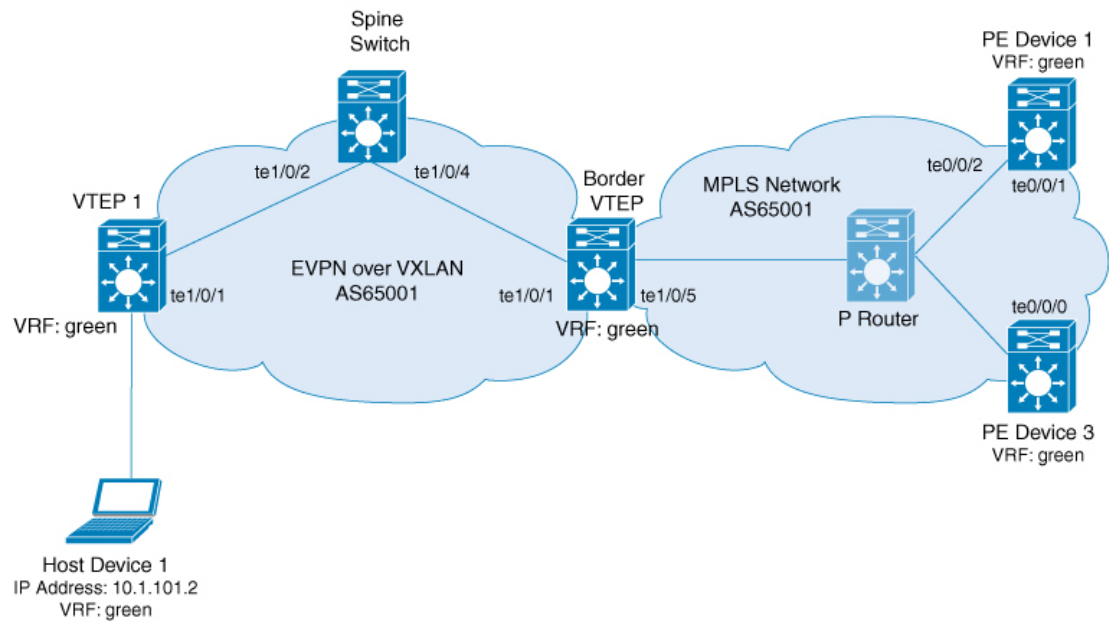 Spine
Switch
PE Device 1
VRF: green
te1/0/2
te1/0/4
Border
VTEP
MPLS Network
AS65001
te0/0/2
te0/0/1
VTEP 1
EVPN over VXLAN
AS65001
te1/0/1
te1/0/1
te1/0/5
VRF: green
VRF: green
P Router
te0/0/0
PE Device 3
VRF: green
Host Device 1
IP Address: 10.1.101.2
VRF: green